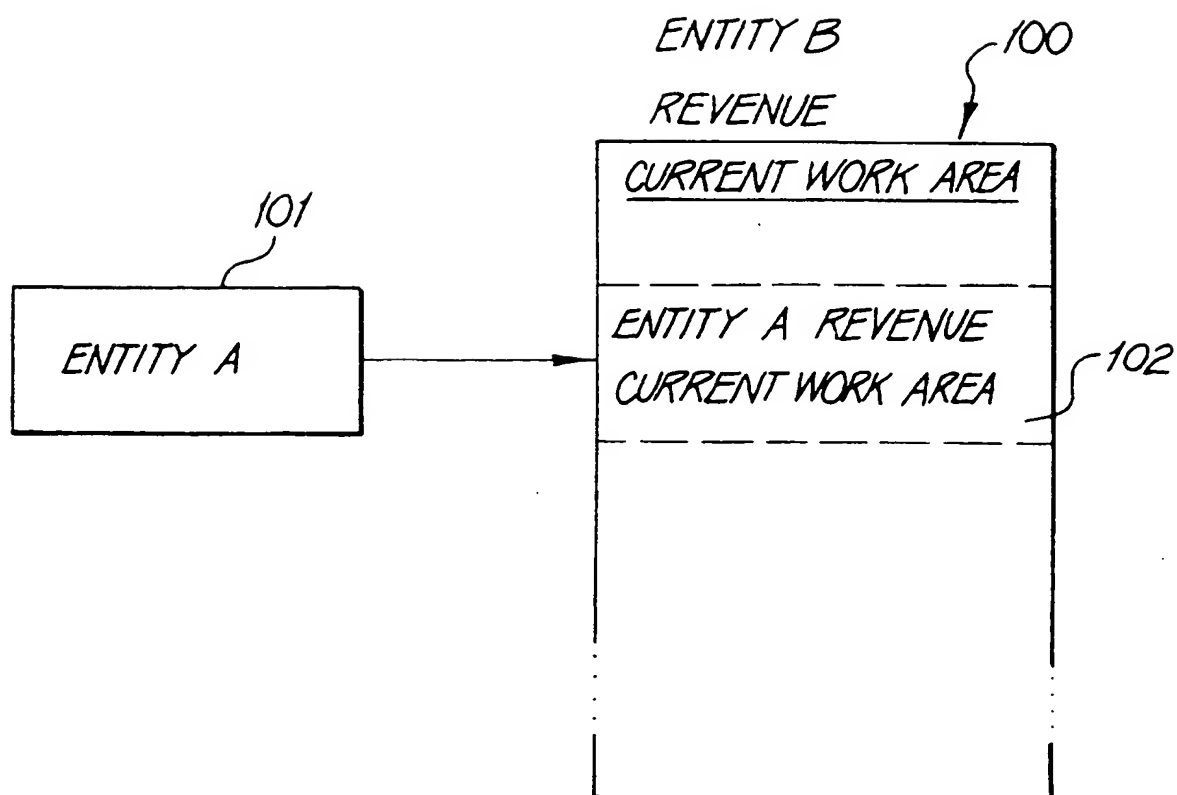 ENTITY B
REVENUE
100
CURRENT WORK AREA
101
ENTITY A
ENTITY A REVENUE
CURRENT WORK AREA
102